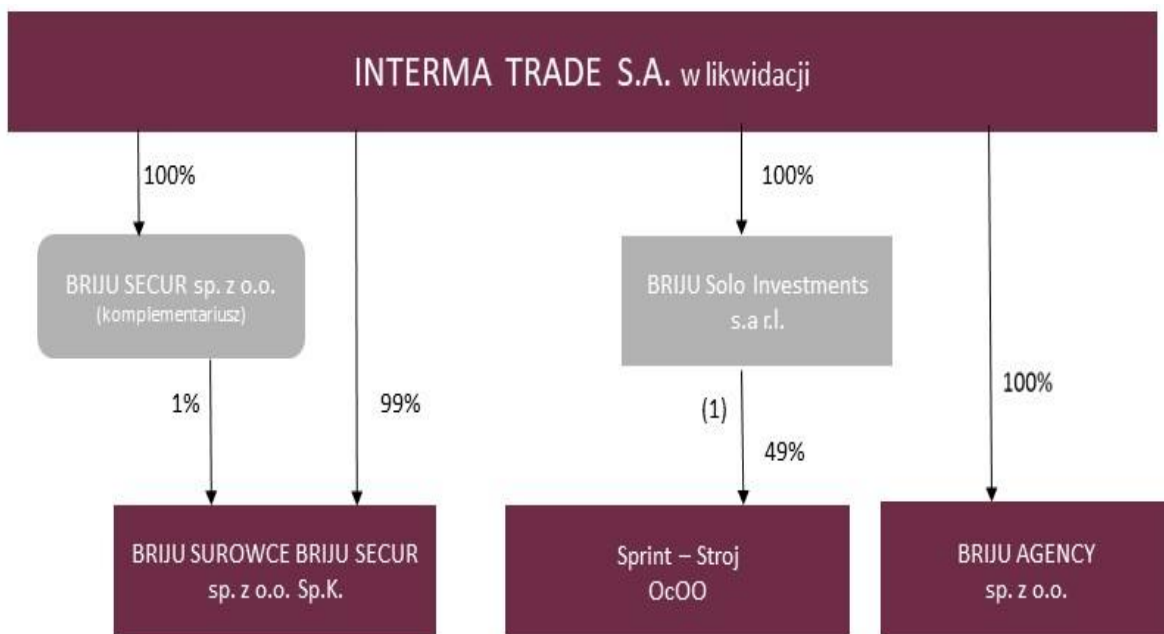 INTERMA TRADE S.A. w likwidacji
100%
100%
BRIJU SECUR sp. z o.o.
(komplementariusz)
BRIJU Solo Investments
s.a r.l.
1%
99%
(1)
49%
100%
BRIJU SUROWCE BRIJU SECUR
sp. z o.o. Sp.K.
Sprint – Stroj
OcOO
BRIJU AGENCY
sp. z o.o.